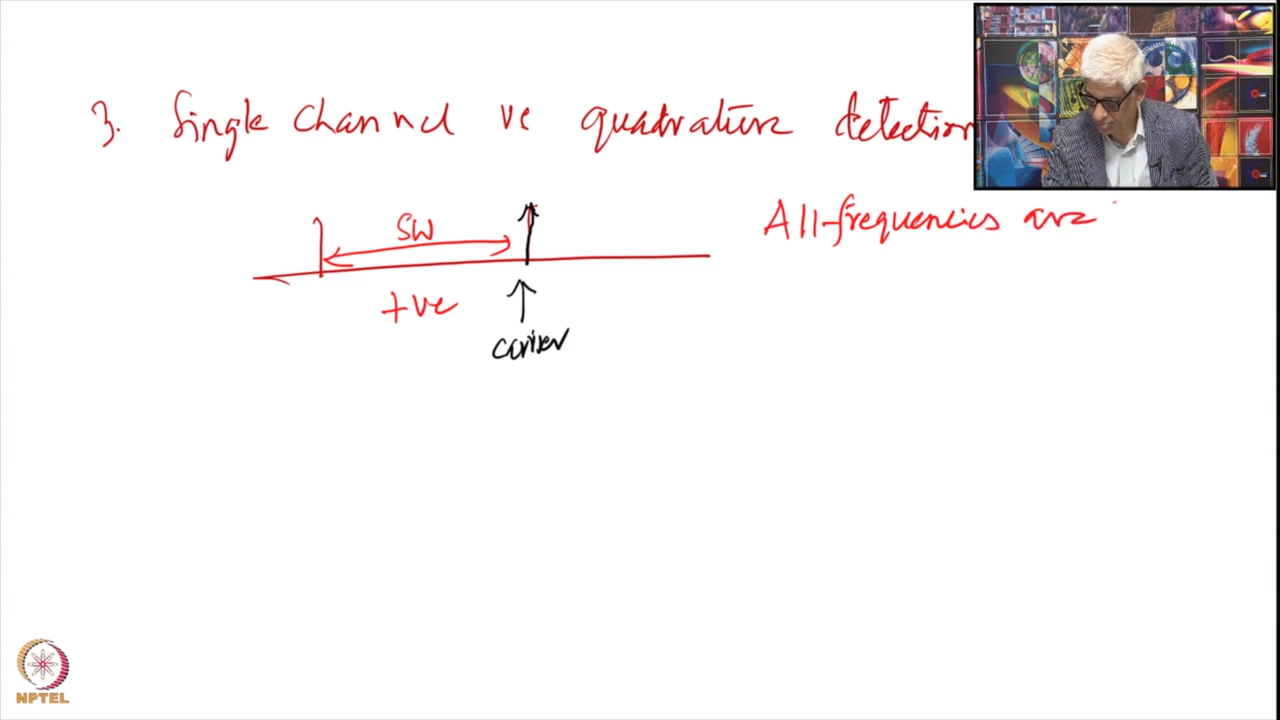 3. Single channel vs quadrature detection
All frequencies are
SW
+ve
carrier
NPTEL